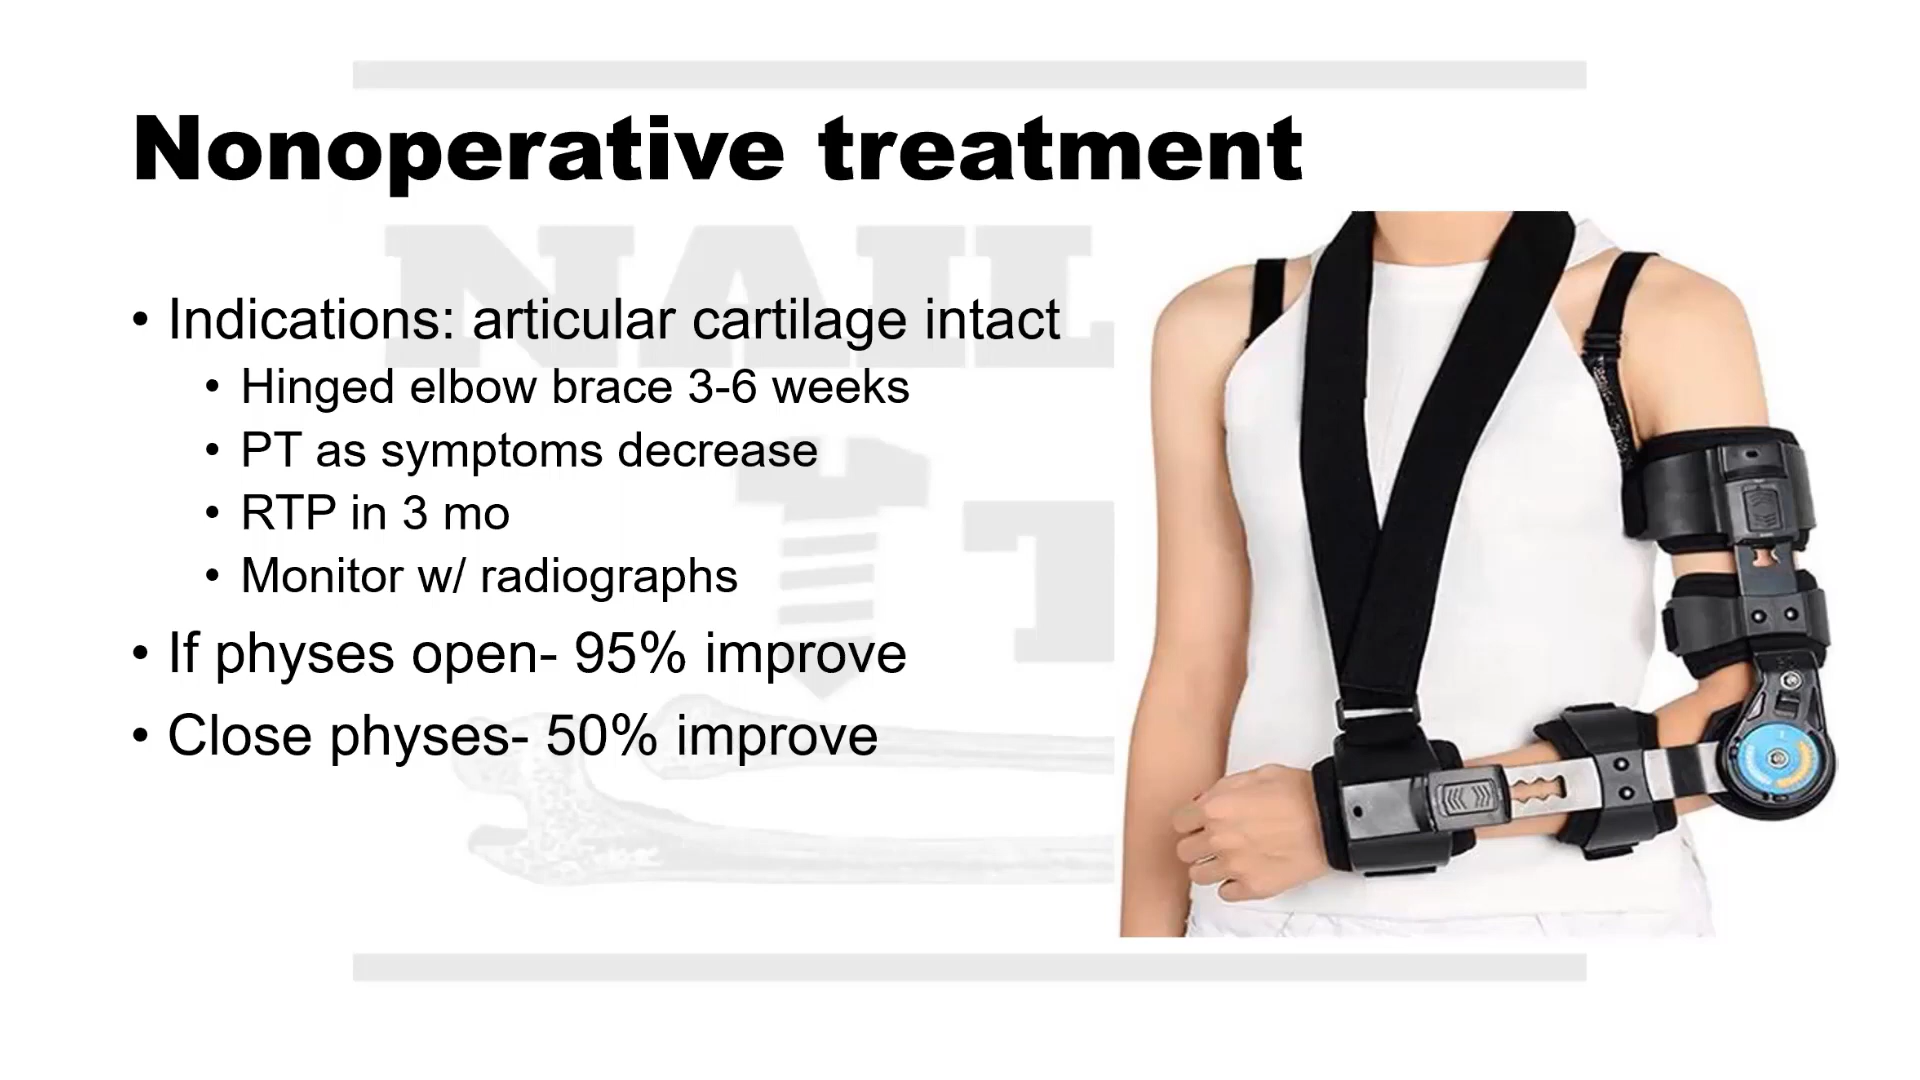 Nonoperative treatment
NAIL
• Indications: articular cartilage intact
• Hinged elbow brace 3-6 weeks
• PT as symptoms decrease
• RTP in 3 mo
• Monitor w/ radiographs
• If physes open- 95% improve
• Close physes- 50% improve